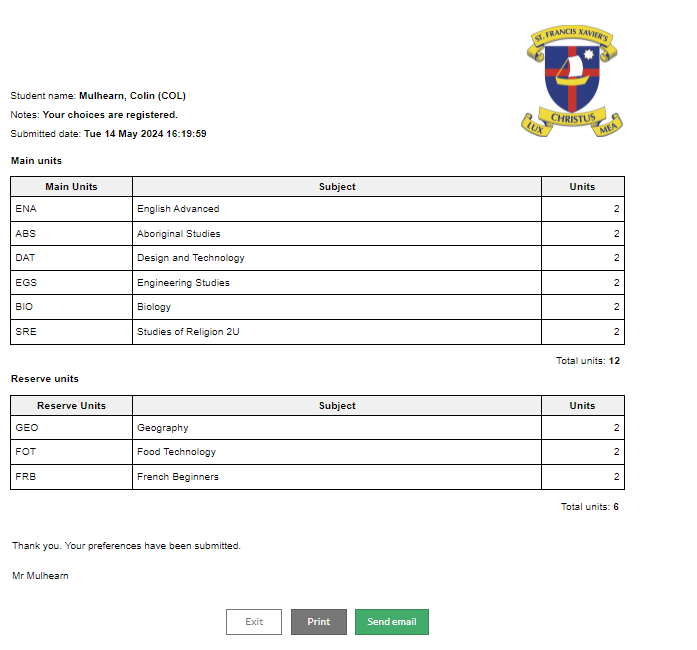 ST. FRANCIS XAVIER'S
CHRISTUS
LUX MEA
Student name: Mulhearn, Colin (COL)
Notes: Your choices are registered.
Submitted date: Tue 14 May 2024 16:19:59
Main units
Main Units Subject Units
ENA English Advanced 2
ABS Aboriginal Studies 2
DAT Design and Technology 2
EGS Engineering Studies 2
BIO Biology 2
SRE Studies of Religion 2U 2
Total units: 12
Reserve units
Reserve Units Subject Units
GEO Geography 2
FOT Food Technology 2
FRB French Beginners 2
Total units: 6
Thank you. Your preferences have been submitted.
Mr Mulhearn
Exit Print Send email